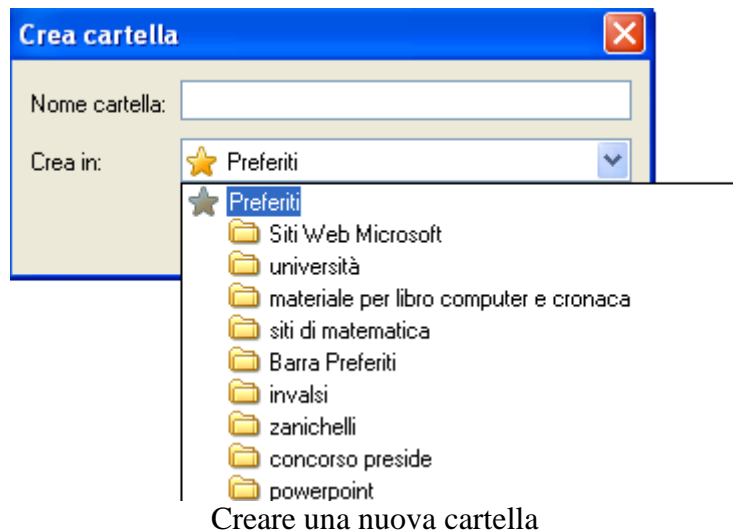 Crea cartella
Nome cartella:
Crea in: Preferiti
Preferiti
Siti Web Microsoft
università
materiale per libro computer e cronaca
siti di matematica
Barra Preferiti
invalsi
zanichelli
concorso preside
powerpoint
Creare una nuova cartella